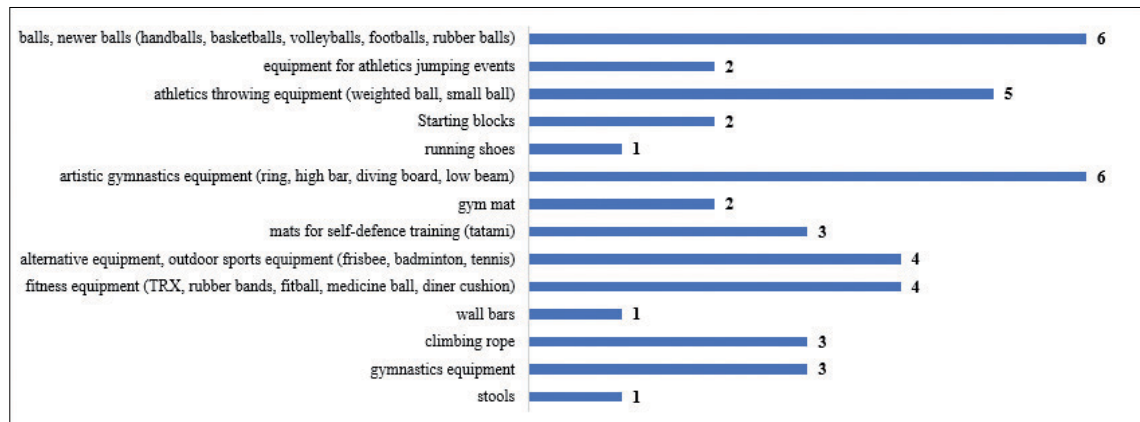 balls, newer balls (handballs, basketballs, volleyballs, footballs, rubber balls) 6
equipment for athletics jumping events 2
athletics throwing equipment (weighted ball, small ball) 5
Starting blocks 2
running shoes 1
artistic gymnastics equipment (ring, high bar, diving board, low beam) 6
gym mat 2
mats for self-defence training (tatami) 3
alternative equipment, outdoor sports equipment (frisbee, badminton, tennis) 4
fitness equipment (TRX, rubber bands, fitball, medicine ball, diner cushion) 4
wall bars 1
climbing rope 3
gymnastics equipment 3
stools 1